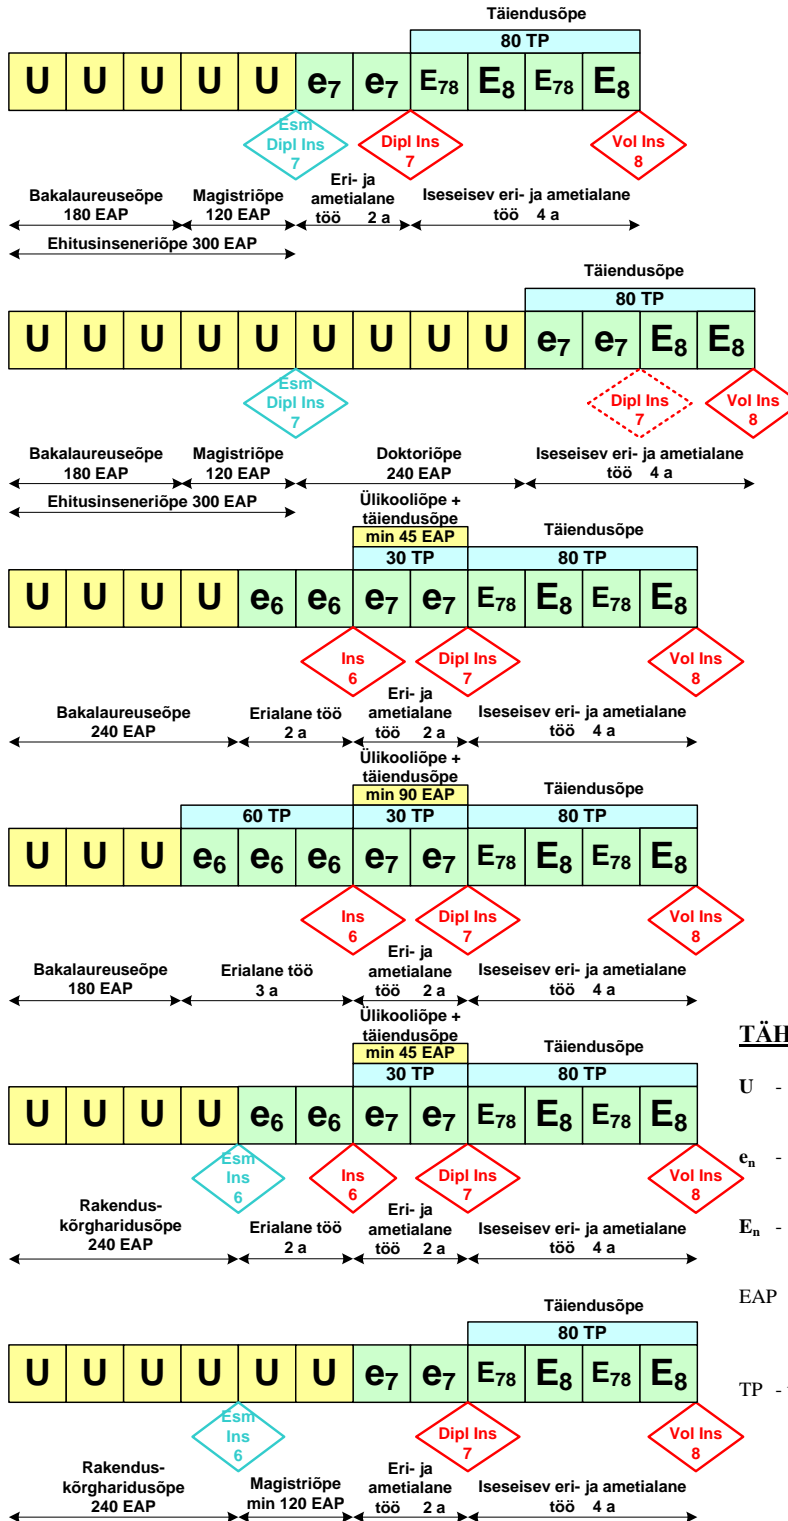 Täiendusõpe
80 TP
U U U U U e7 e7 E78 E8 E78 E8
Esm
Dipl Ins
7
Dipl Ins
7
Vol Ins
8
Bakalaureuseõpe
180 EAP
Magistriõpe
120 EAP
Eri- ja
ametialane
töö 2 a
Iseseisev eri- ja ametialane
töö 4 a
Ehitusinseneriõpe 300 EAP
Täiendusõpe
80 TP
U U U U U U U U U e7 e7 E8 E8
Esm
Dipl Ins
7
Dipl Ins
7
Vol Ins
8
Bakalaureuseõpe
180 EAP
Magistriõpe
120 EAP
Doktoriõpe
240 EAP
Iseseisev eri- ja ametialane
töö 4 a
Ehitusinseneriõpe 300 EAP
Ülikooliõpe +
täiendusõpe
min 45 EAP
30 TP
Täiendusõpe
80 TP
U U U U e6 e6 e7 e7 E78 E8 E78 E8
Ins
6
Dipl Ins
7
Vol Ins
8
Bakalaureuseõpe
240 EAP
Erialane töö
2 a
Eri- ja
ametialane
töö 2 a
Iseseisev eri- ja ametialane
töö 4 a
Ülikooliõpe +
täiendusõpe
min 90 EAP
60 TP
30 TP
Täiendusõpe
80 TP
U U U e6 e6 e6 e7 e7 E78 E8 E78 E8
Ins
6
Dipl Ins
7
Vol Ins
8
Bakalaureuseõpe
180 EAP
Erialane töö
3 a
Eri- ja
ametialane
töö 2 a
Iseseisev eri- ja ametialane
töö 4 a
Ülikooliõpe +
täiendusõpe
min 45 EAP
30 TP
Täiendusõpe
80 TP
U U U U e6 e6 e7 e7 E78 E8 E78 E8
Esm
Ins
6
Ins
6
Dipl Ins
7
Vol Ins
8
Rakendus-
kõrgharidusõpe
240 EAP
Erialane töö
2 a
Eri- ja
ametialane
töö 2 a
Iseseisev eri- ja ametialane
töö 4 a
Täiendusõpe
80 TP
U U U U U U e7 e7 E78 E8 E78 E8
Esm
Ins
6
Dipl Ins
7
Vol Ins
8
Rakendus-
kõrgharidusõpe
240 EAP
Magistriõpe
min 120 EAP
Eri- ja
ametialane
töö 2 a
Iseseisev eri- ja ametialane
töö 4 a
TÄH
U -
en -
En -
EAP
TP -